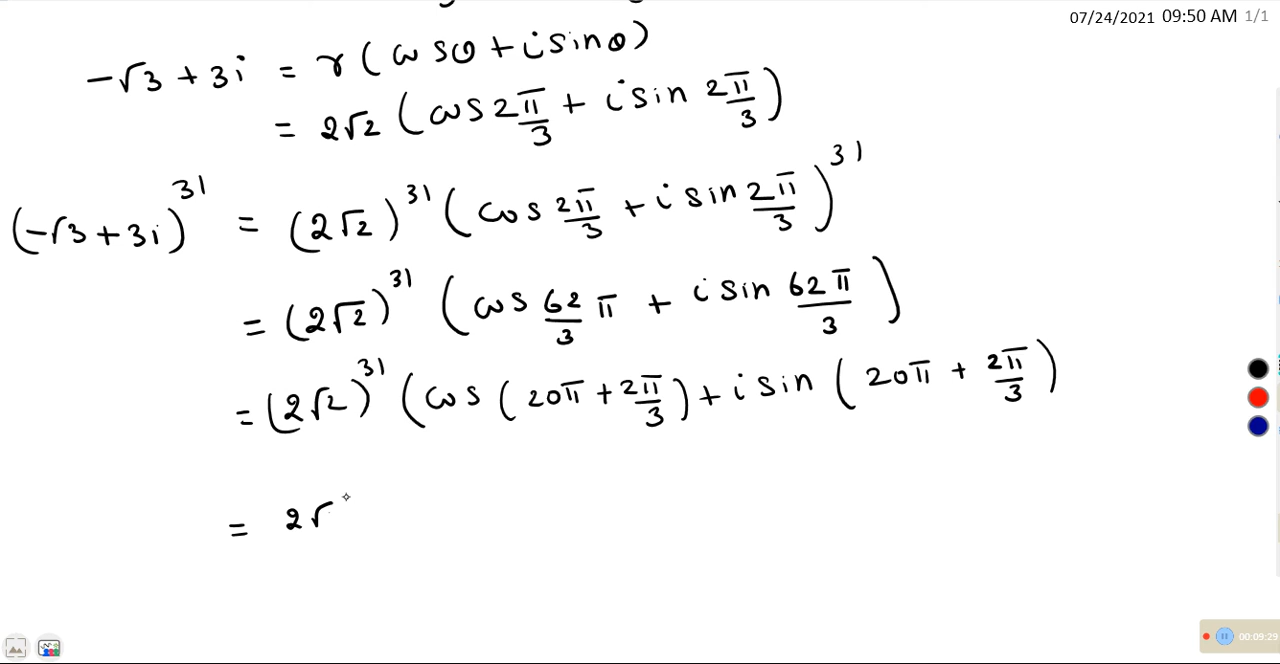 07/24/2021 09:50 AM 1/1
-√3 + 3i = r ( cos θ + i sin θ )
= 2√2 ( cos 2π/3 + i sin 2π/3 )
(-√3 + 3i)^31 = (2√2)^31 ( cos 2π/3 + i sin 2π/3 )^31
= (2√2)^31 ( cos 62/3 π + i sin 62π/3 )
= (2√2)^31 ( cos ( 20π + 2π/3 ) + i sin ( 20π + 2π/3 )
= 2√
00:09:29